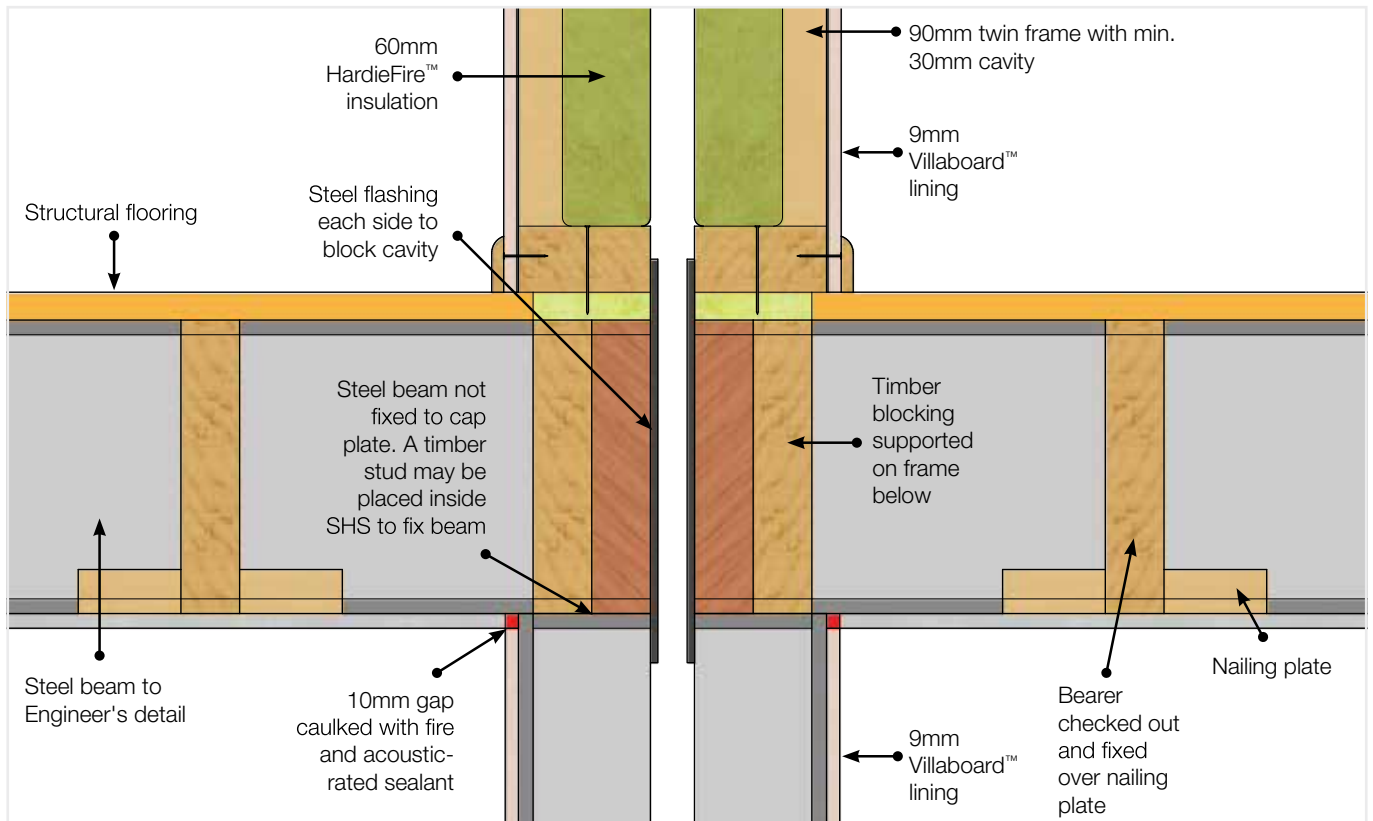 60mm
HardieFire™
insulation
90mm twin frame with min.
30mm cavity
9mm
Villaboard™
lining
Steel flashing
each side to
block cavity
Structural flooring
Steel beam not
fixed to cap
plate. A timber
stud may be
placed inside
SHS to fix beam
Timber
blocking
supported
on frame
below
Steel beam to
Engineer's detail
10mm gap
caulked with fire
and acoustic-
rated sealant
9mm
Villaboard™
lining
Bearer
checked out
and fixed
over nailing
plate
Nailing plate